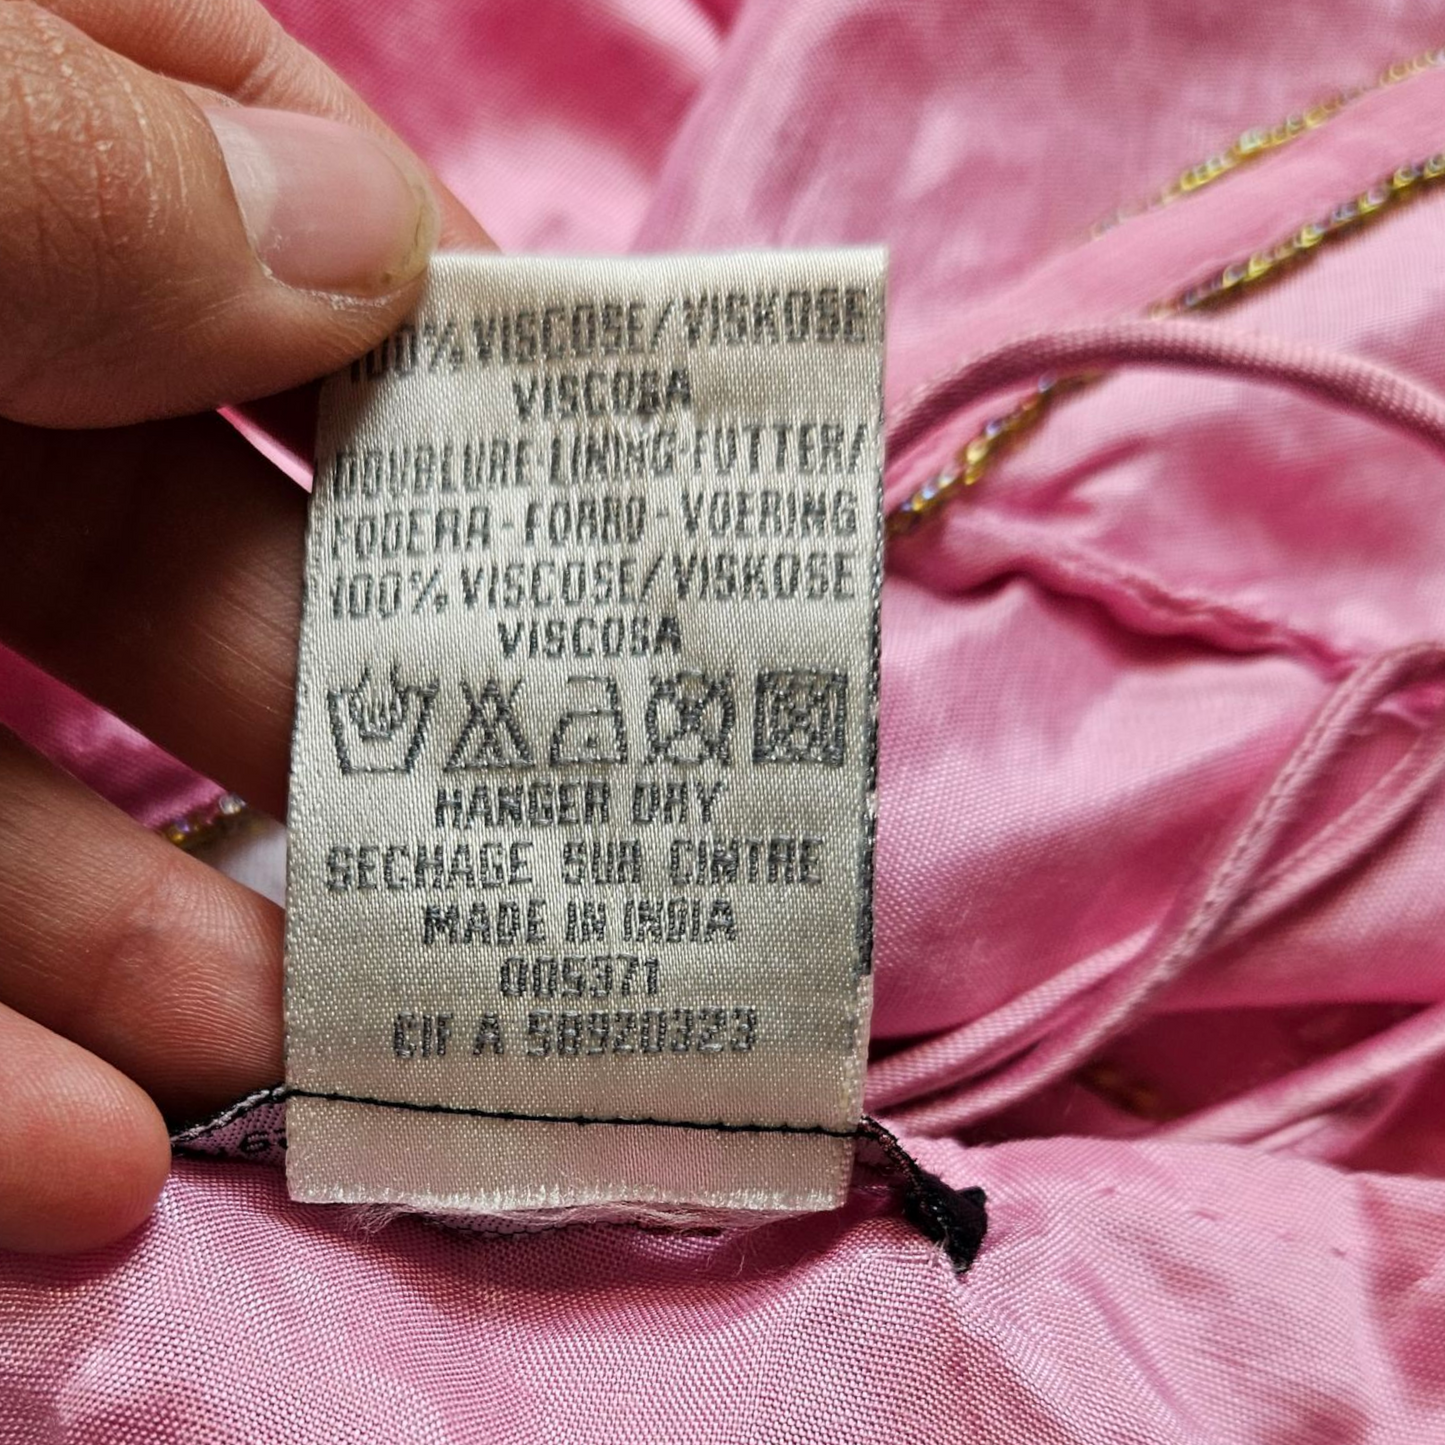 100% VISCOSE/VISKOSE
VISCOSA
DOUBLURE-LINING-FUTTER/
FODERA-FORRO-VOERING
100% VISCOSE/VISKOSE
VISCOSA
HANGER DRY
SECHAGE SUR CINTRE
MADE IN INDIA
005371
CIF A 58920323